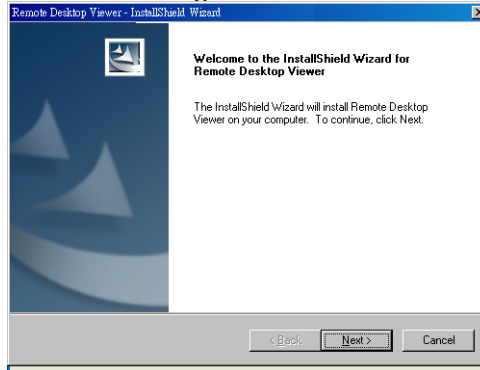 Remote Desktop Viewer - InstallShield Wizard
Welcome to the InstallShield Wizard for
Remote Desktop Viewer
The InstallShield Wizard will install Remote Desktop
Viewer on your computer. To continue, click Next.
< Back Next > Cancel